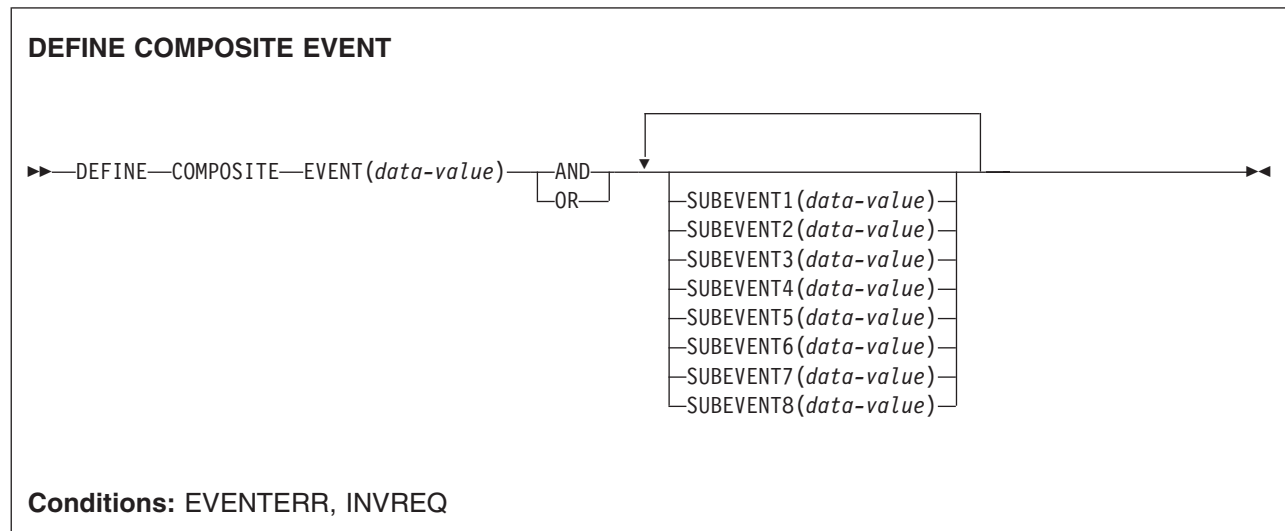 DEFINE COMPOSITE EVENT
DEFINE COMPOSITE EVENT(data-value) AND
OR
SUBEVENT1(data-value)
SUBEVENT2(data-value)
SUBEVENT3(data-value)
SUBEVENT4(data-value)
SUBEVENT5(data-value)
SUBEVENT6(data-value)
SUBEVENT7(data-value)
SUBEVENT8(data-value)
Conditions: EVENTERR, INVREQ